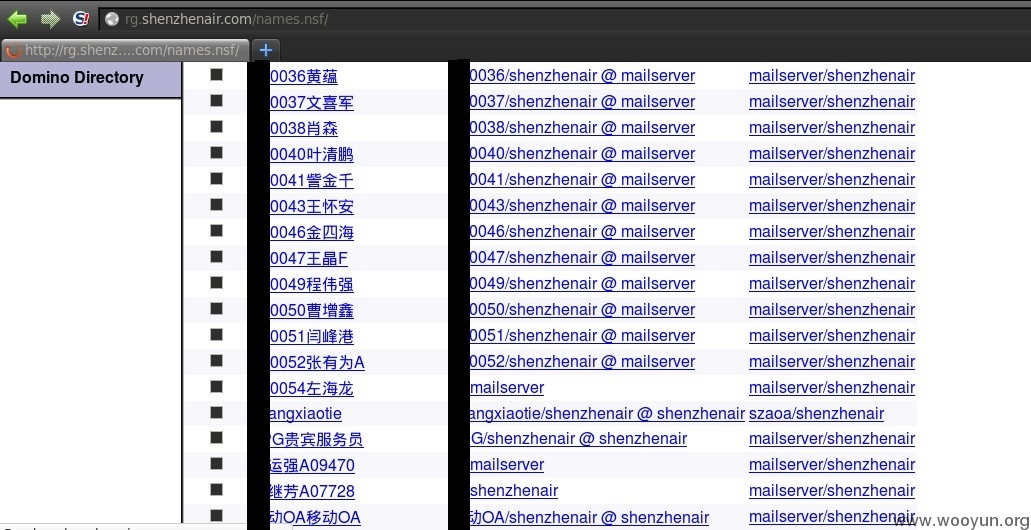 rg.shenzhenair.com/names.nsf/
http://rg.shenz....com/names.nsf/
Domino Directory
0036黄蕴 0036/shenzhenair @ mailserver mailserver/shenzhenair
0037文喜军 0037/shenzhenair @ mailserver mailserver/shenzhenair
0038肖森 0038/shenzhenair @ mailserver mailserver/shenzhenair
0040叶清鹏 0040/shenzhenair @ mailserver mailserver/shenzhenair
0041訾金千 0041/shenzhenair @ mailserver mailserver/shenzhenair
0043王怀安 0043/shenzhenair @ mailserver mailserver/shenzhenair
0046金四海 0046/shenzhenair @ mailserver mailserver/shenzhenair
0047王晶F 0047/shenzhenair @ mailserver mailserver/shenzhenair
0049程伟强 0049/shenzhenair @ mailserver mailserver/shenzhenair
0050曹增鑫 0050/shenzhenair @ mailserver mailserver/shenzhenair
0051闫峰港 0051/shenzhenair @ mailserver mailserver/shenzhenair
0052张有为A 0052/shenzhenair @ mailserver mailserver/shenzhenair
0054左海龙 mailserver mailserver/shenzhenair
angxiaotie angxiaotie/shenzhenair @ shenzhenair szaoa/shenzhenair
G贵宾服务员 G/shenzhenair @ shenzhenair mailserver/shenzhenair
运强A09470 mailserver mailserver/shenzhenair
继芳A07728 shenzhenair mailserver/shenzhenair
动OA移动OA 动OA/shenzhenair @ shenzhenair mailserver/shenzhenair
www.wooyun.org